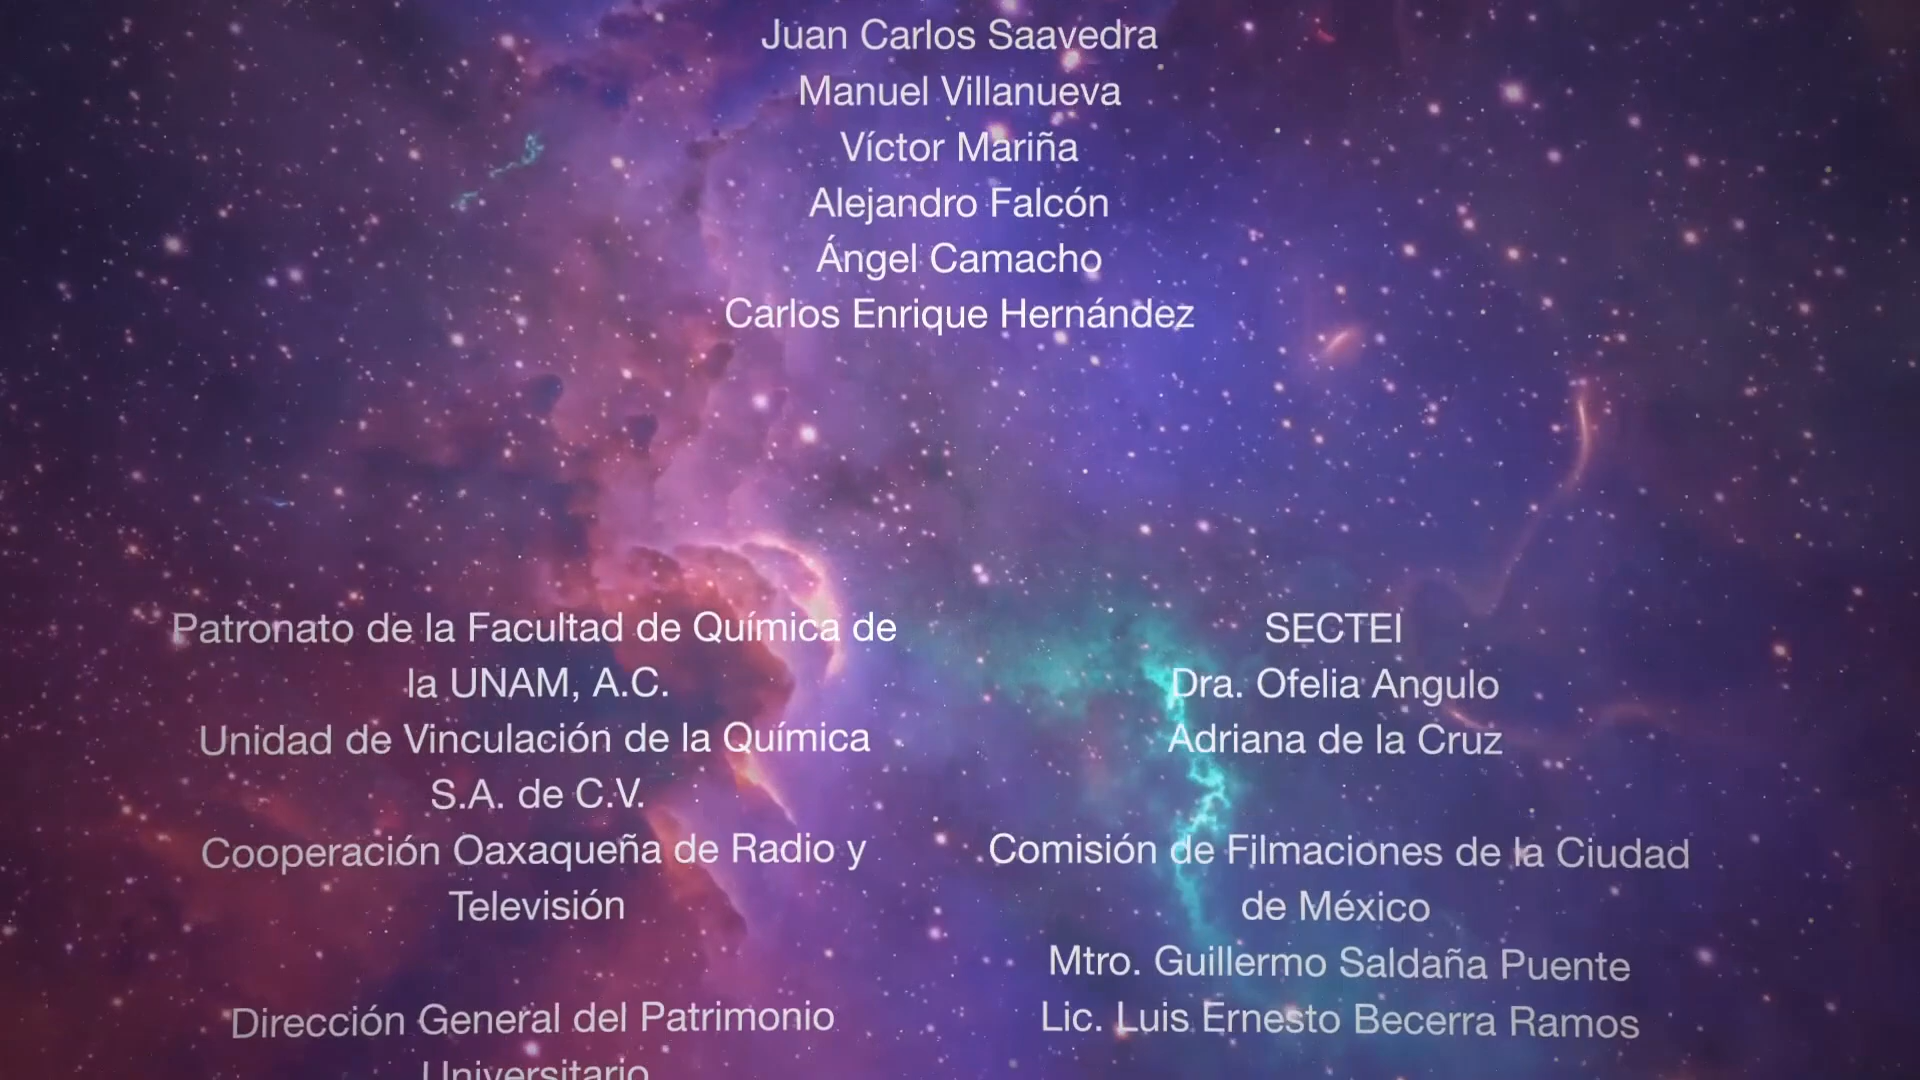 Juan Carlos Saavedra
Manuel Villanueva
Víctor Mariña
Alejandro Falcón
Ángel Camacho
Carlos Enrique Hernández
Patronato de la Facultad de Química de
la UNAM, A.C.
Unidad de Vinculación de la Química
S.A. de C.V.
Cooperación Oaxaqueña de Radio y
Televisión
Dirección General del Patrimonio
Universitario
SECTEI
Dra. Ofelia Angulo
Adriana de la Cruz
Comisión de Filmaciones de la Ciudad
de México
Mtro. Guillermo Saldaña Puente
Lic. Luis Ernesto Becerra Ramos